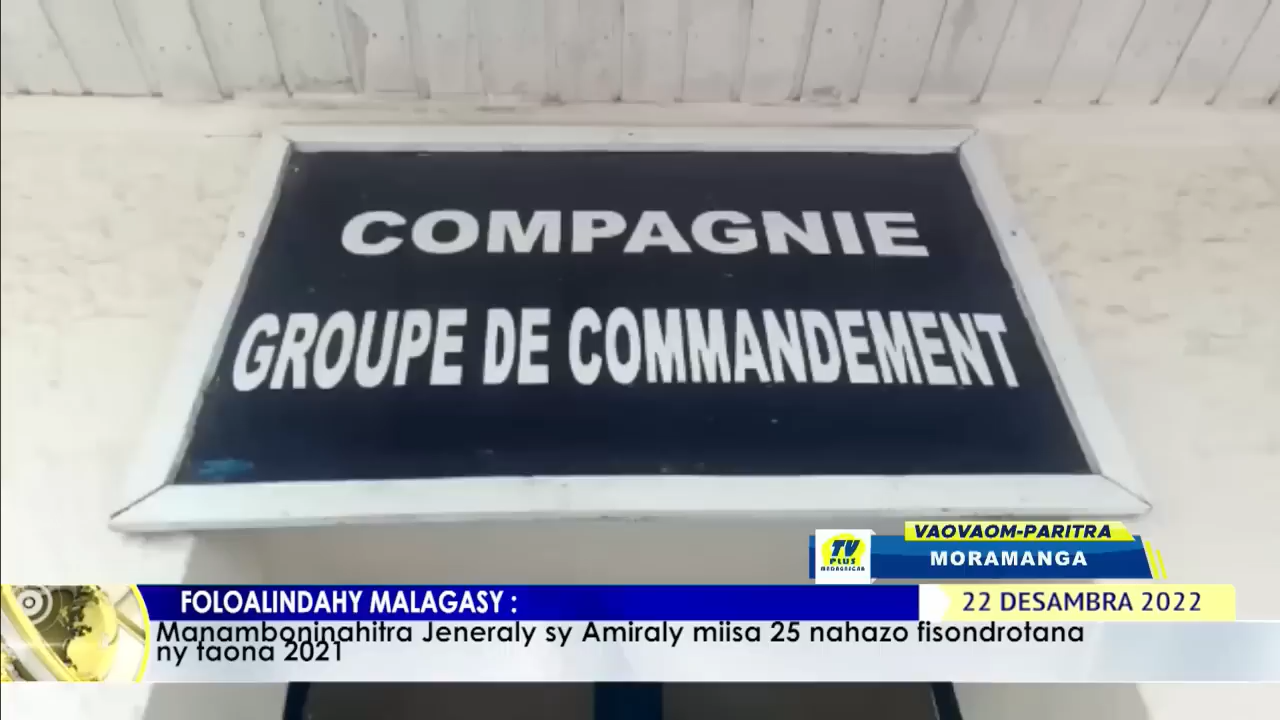 COMPAGNIE
GROUPE DE COMMANDEMENT
VAOVAOM-PARITRA
TV
PLUS
MADAGASCAR
MORAMANGA
FOLOALINDAHY MALAGASY :
22 DESAMBRA 2022
Manamboninahitra Jeneraly sy Amiraly miisa 25 nahazo fisondrotana
ny taona 2021